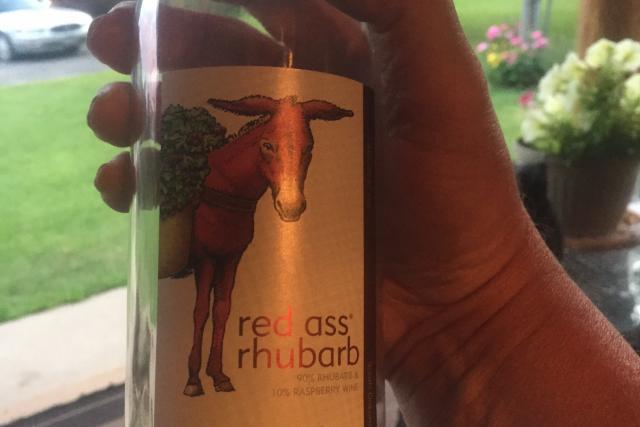 red ass®
rhubarb
90% RHUBARB &
10% RASPBERRY WINE